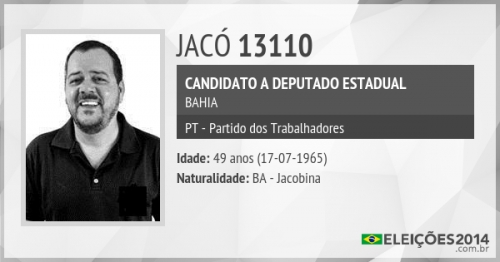 JACÓ 13110
CANDIDATO A DEPUTADO ESTADUAL
BAHIA
PT - Partido dos Trabalhadores
Idade: 49 anos (17-07-1965)
Naturalidade: BA - Jacobina
ELEIÇÕES2014
.com.br